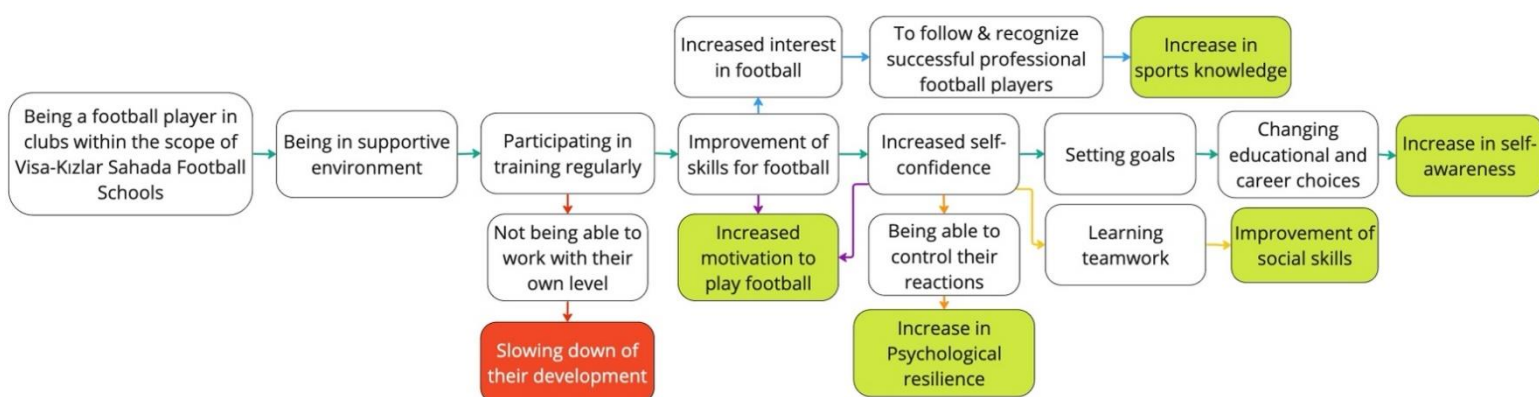 Being a football player in
clubs within the scope of
Visa-Kızlar Sahada Football
Schools
Being in supportive
environment
Participating in
training regularly
Not being able to
work with their
own level
Slowing down of
their development
Increased interest
in football
To follow & recognize
successful professional
football players
Increase in
sports knowledge
Improvement of
skills for football
Increased
motivation to
play football
Increased self-
confidence
Being able to
control their
reactions
Increase in
Psychological
resilience
Setting goals
Changing
educational and
career choices
Increase in self-
awareness
Learning
teamwork
Improvement of
social skills